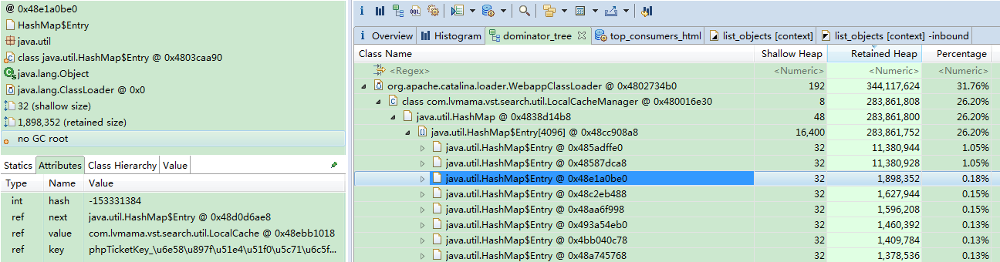 @ 0x48e1a0be0
HashMap$Entry
java.util
class java.util.HashMap$Entry @ 0x4803caa90
java.lang.Object
java.lang.ClassLoader @ 0x0
32 (shallow size)
1,898,352 (retained size)
no GC root
Statics Attributes Class Hierarchy Value
Type Name Value
int hash -153331384
ref next java.util.HashMap$Entry @ 0x48d0d6ae8
ref value com.lvmama.vst.search.util.LocalCache @ 0x48ebb1018
ref key phpTicketKey_\u6e58\u897f\u51e4\u51f0\u5c71\u6c5f...
i Overview Histogram dominator_tree top_consumers_html list_objects [context] list_objects [context] -inbound
Class Name Shallow Heap Retained Heap Percentage
<Regex> <Numeric> <Numeric> <Numeric>
org.apache.catalina.loader.WebappClassLoader @ 0x4802734b0 192 344,117,624 31.76%
class com.lvmama.vst.search.util.LocalCacheManager @ 0x480016e30 8 283,861,808 26.20%
java.util.HashMap @ 0x4838d14b8 48 283,861,800 26.20%
java.util.HashMap$Entry[4096] @ 0x48cc908a8 16,400 283,861,752 26.20%
java.util.HashMap$Entry @ 0x485adffe0 32 11,380,944 1.05%
java.util.HashMap$Entry @ 0x48587dca8 32 11,380,928 1.05%
java.util.HashMap$Entry @ 0x48e1a0be0 32 1,898,352 0.18%
java.util.HashMap$Entry @ 0x48c2eb488 32 1,627,944 0.15%
java.util.HashMap$Entry @ 0x48aa6f998 32 1,596,208 0.15%
java.util.HashMap$Entry @ 0x493a54eb0 32 1,460,392 0.13%
java.util.HashMap$Entry @ 0x4bb040c78 32 1,409,784 0.13%
java.util.HashMap$Entry @ 0x48a745768 32 1,378,536 0.13%